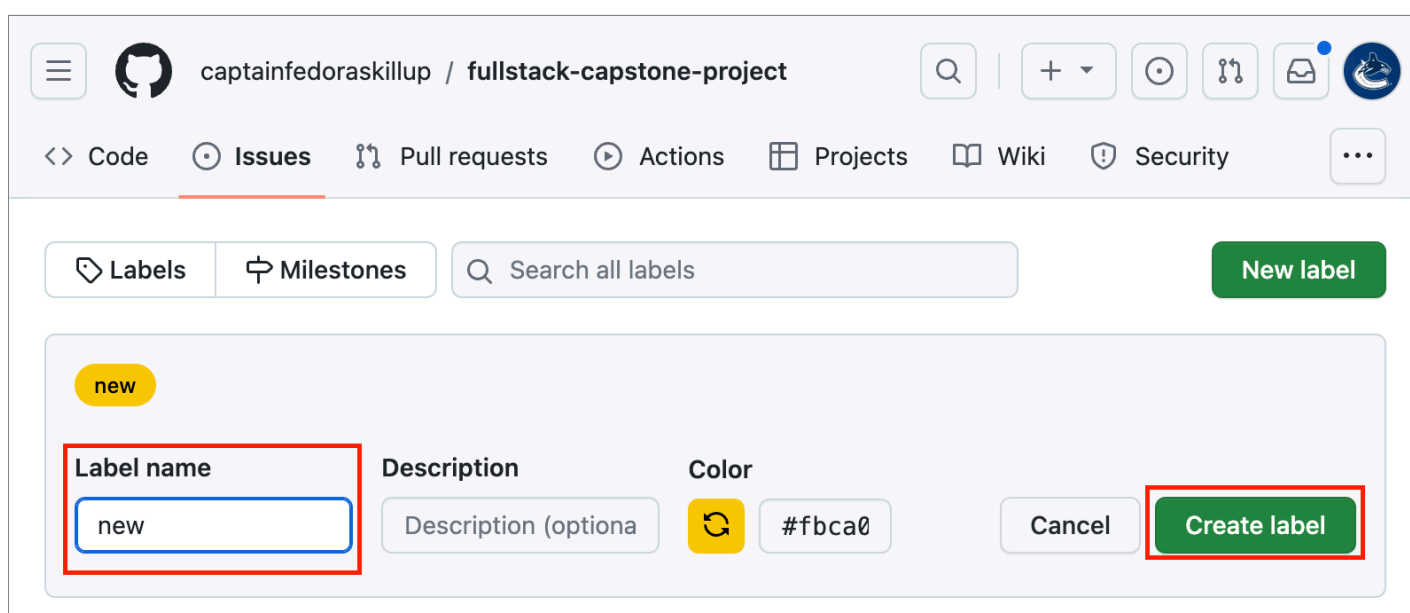 captainfedoraskillup / fullstack-capstone-project
Code Issues Pull requests Actions Projects Wiki Security
Labels Milestones Search all labels New label
new
Label name Description Color
new Description (optiona #fbca0 Cancel Create label